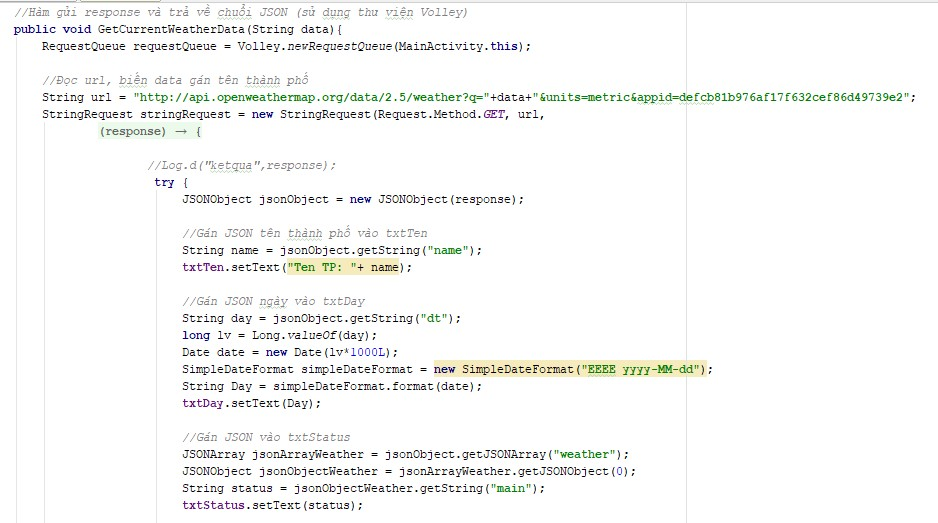 //Hàm gửi response và trả về chuỗi JSON (sử dụng thư viện Volley)
public void GetCurrentWeatherData(String data){
RequestQueue requestQueue = Volley.newRequestQueue(MainActivity.this);
//Đọc url, biến data gán tên thành phố
String url = "http://api.openweathermap.org/data/2.5/weather?q="+data+"&units=metric&appid=defcb81b976af17f632cef86d49739e2";
StringRequest stringRequest = new StringRequest(Request.Method.GET, url,
(response) → {
//Log.d("ketqua",response);
try {
JSONObject jsonObject = new JSONObject(response);
//Gán JSON tên thành phố vào txtTen
String name = jsonObject.getString("name");
txtTen.setText("Ten TP: "+ name);
//Gán JSON ngày vào txtDay
String day = jsonObject.getString("dt");
long lv = Long.valueOf(day);
Date date = new Date(lv*1000L);
SimpleDateFormat simpleDateFormat = new SimpleDateFormat("EEEE yyyy-MM-dd");
String Day = simpleDateFormat.format(date);
txtDay.setText(Day);
//Gán JSON vào txtStatus
JSONArray jsonArrayWeather = jsonObject.getJSONArray("weather");
JSONObject jsonObjectWeather = jsonArrayWeather.getJSONObject(0);
String status = jsonObjectWeather.getString("main");
txtStatus.setText(status);